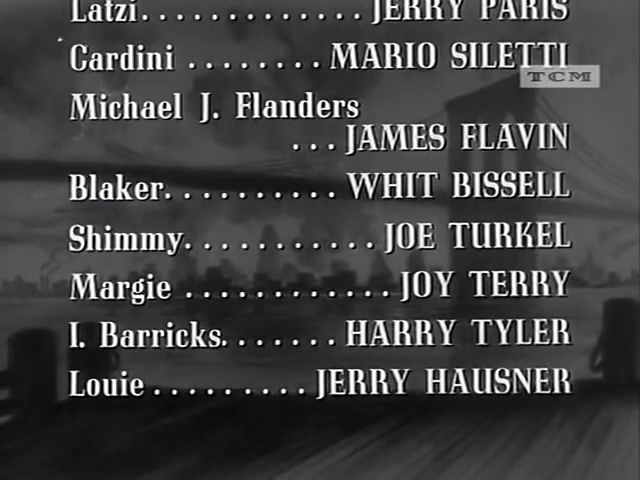 Latzi.............JERRY PARIS
Cardini ........MARIO SILETTI
TCM
Michael J. Flanders
...JAMES FLAVIN
Blaker..........WHIT BISSELL
Shimmy...........JOE TURKEL
Margie ............JOY TERRY
I. Barricks.......HARRY TYLER
Louie..........JERRY HAUSNER